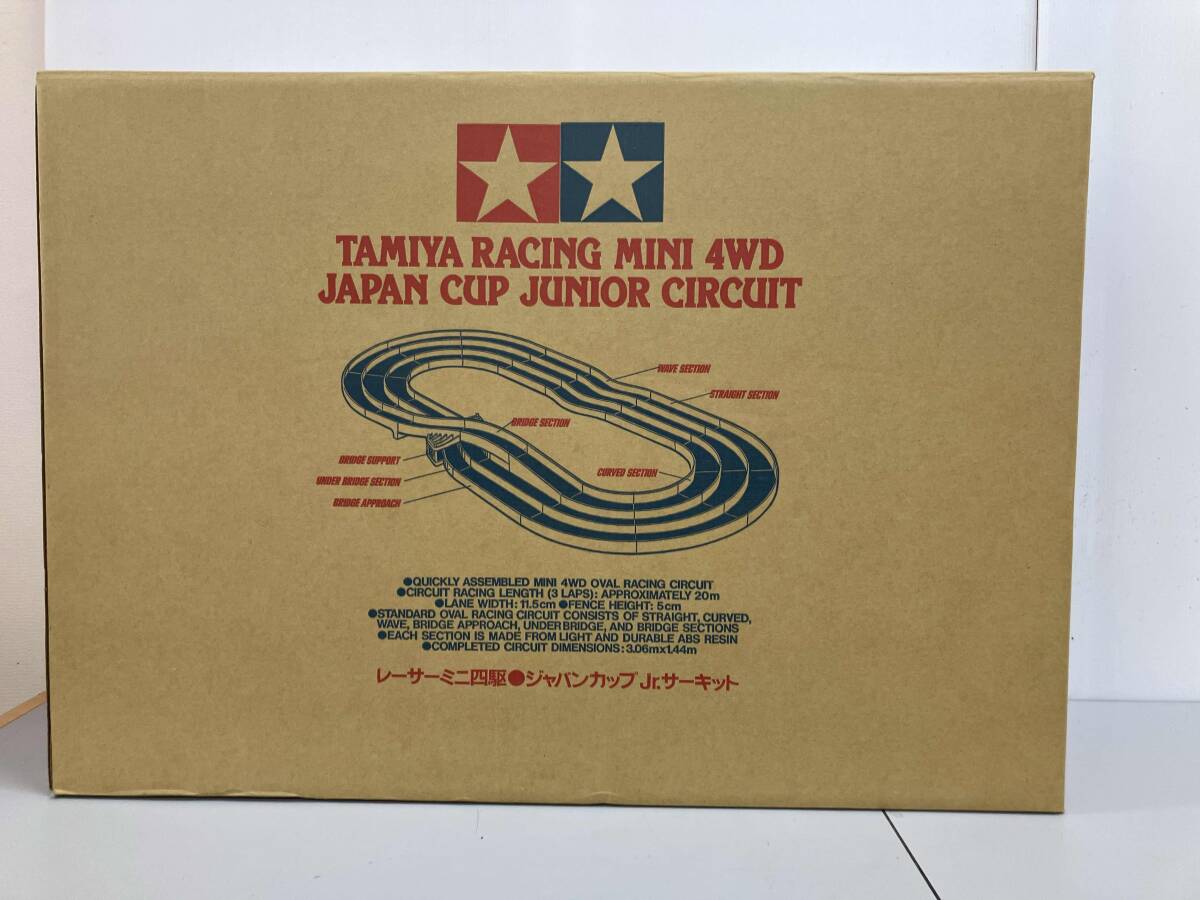 TAMIYA RACING MINI 4WD
JAPAN CUP JUNIOR CIRCUIT
WAVE SECTION
STRAIGHT SECTION
BRIDGE SECTION
BRIDGE SUPPORT
CURVED SECTION
UNDER BRIDGE SECTION
BRIDGE APPROACH
●QUICKLY ASSEMBLED MINI 4WD OVAL RACING CIRCUIT
●CIRCUIT RACING LENGTH (3 LAPS): APPROXIMATELY 20m
●LANE WIDTH: 11.5cm ●FENCE HEIGHT: 5cm
●STANDARD OVAL RACING CIRCUIT CONSISTS OF STRAIGHT, CURVED,
WAVE, BRIDGE APPROACH, UNDER BRIDGE, AND BRIDGE SECTIONS
●EACH SECTION IS MADE FROM LIGHT AND DURABLE ABS RESIN
●COMPLETED CIRCUIT DIMENSIONS: 3.06m×1.44m
レーサーミニ四駆●ジャパンカップ Jr.サーキット